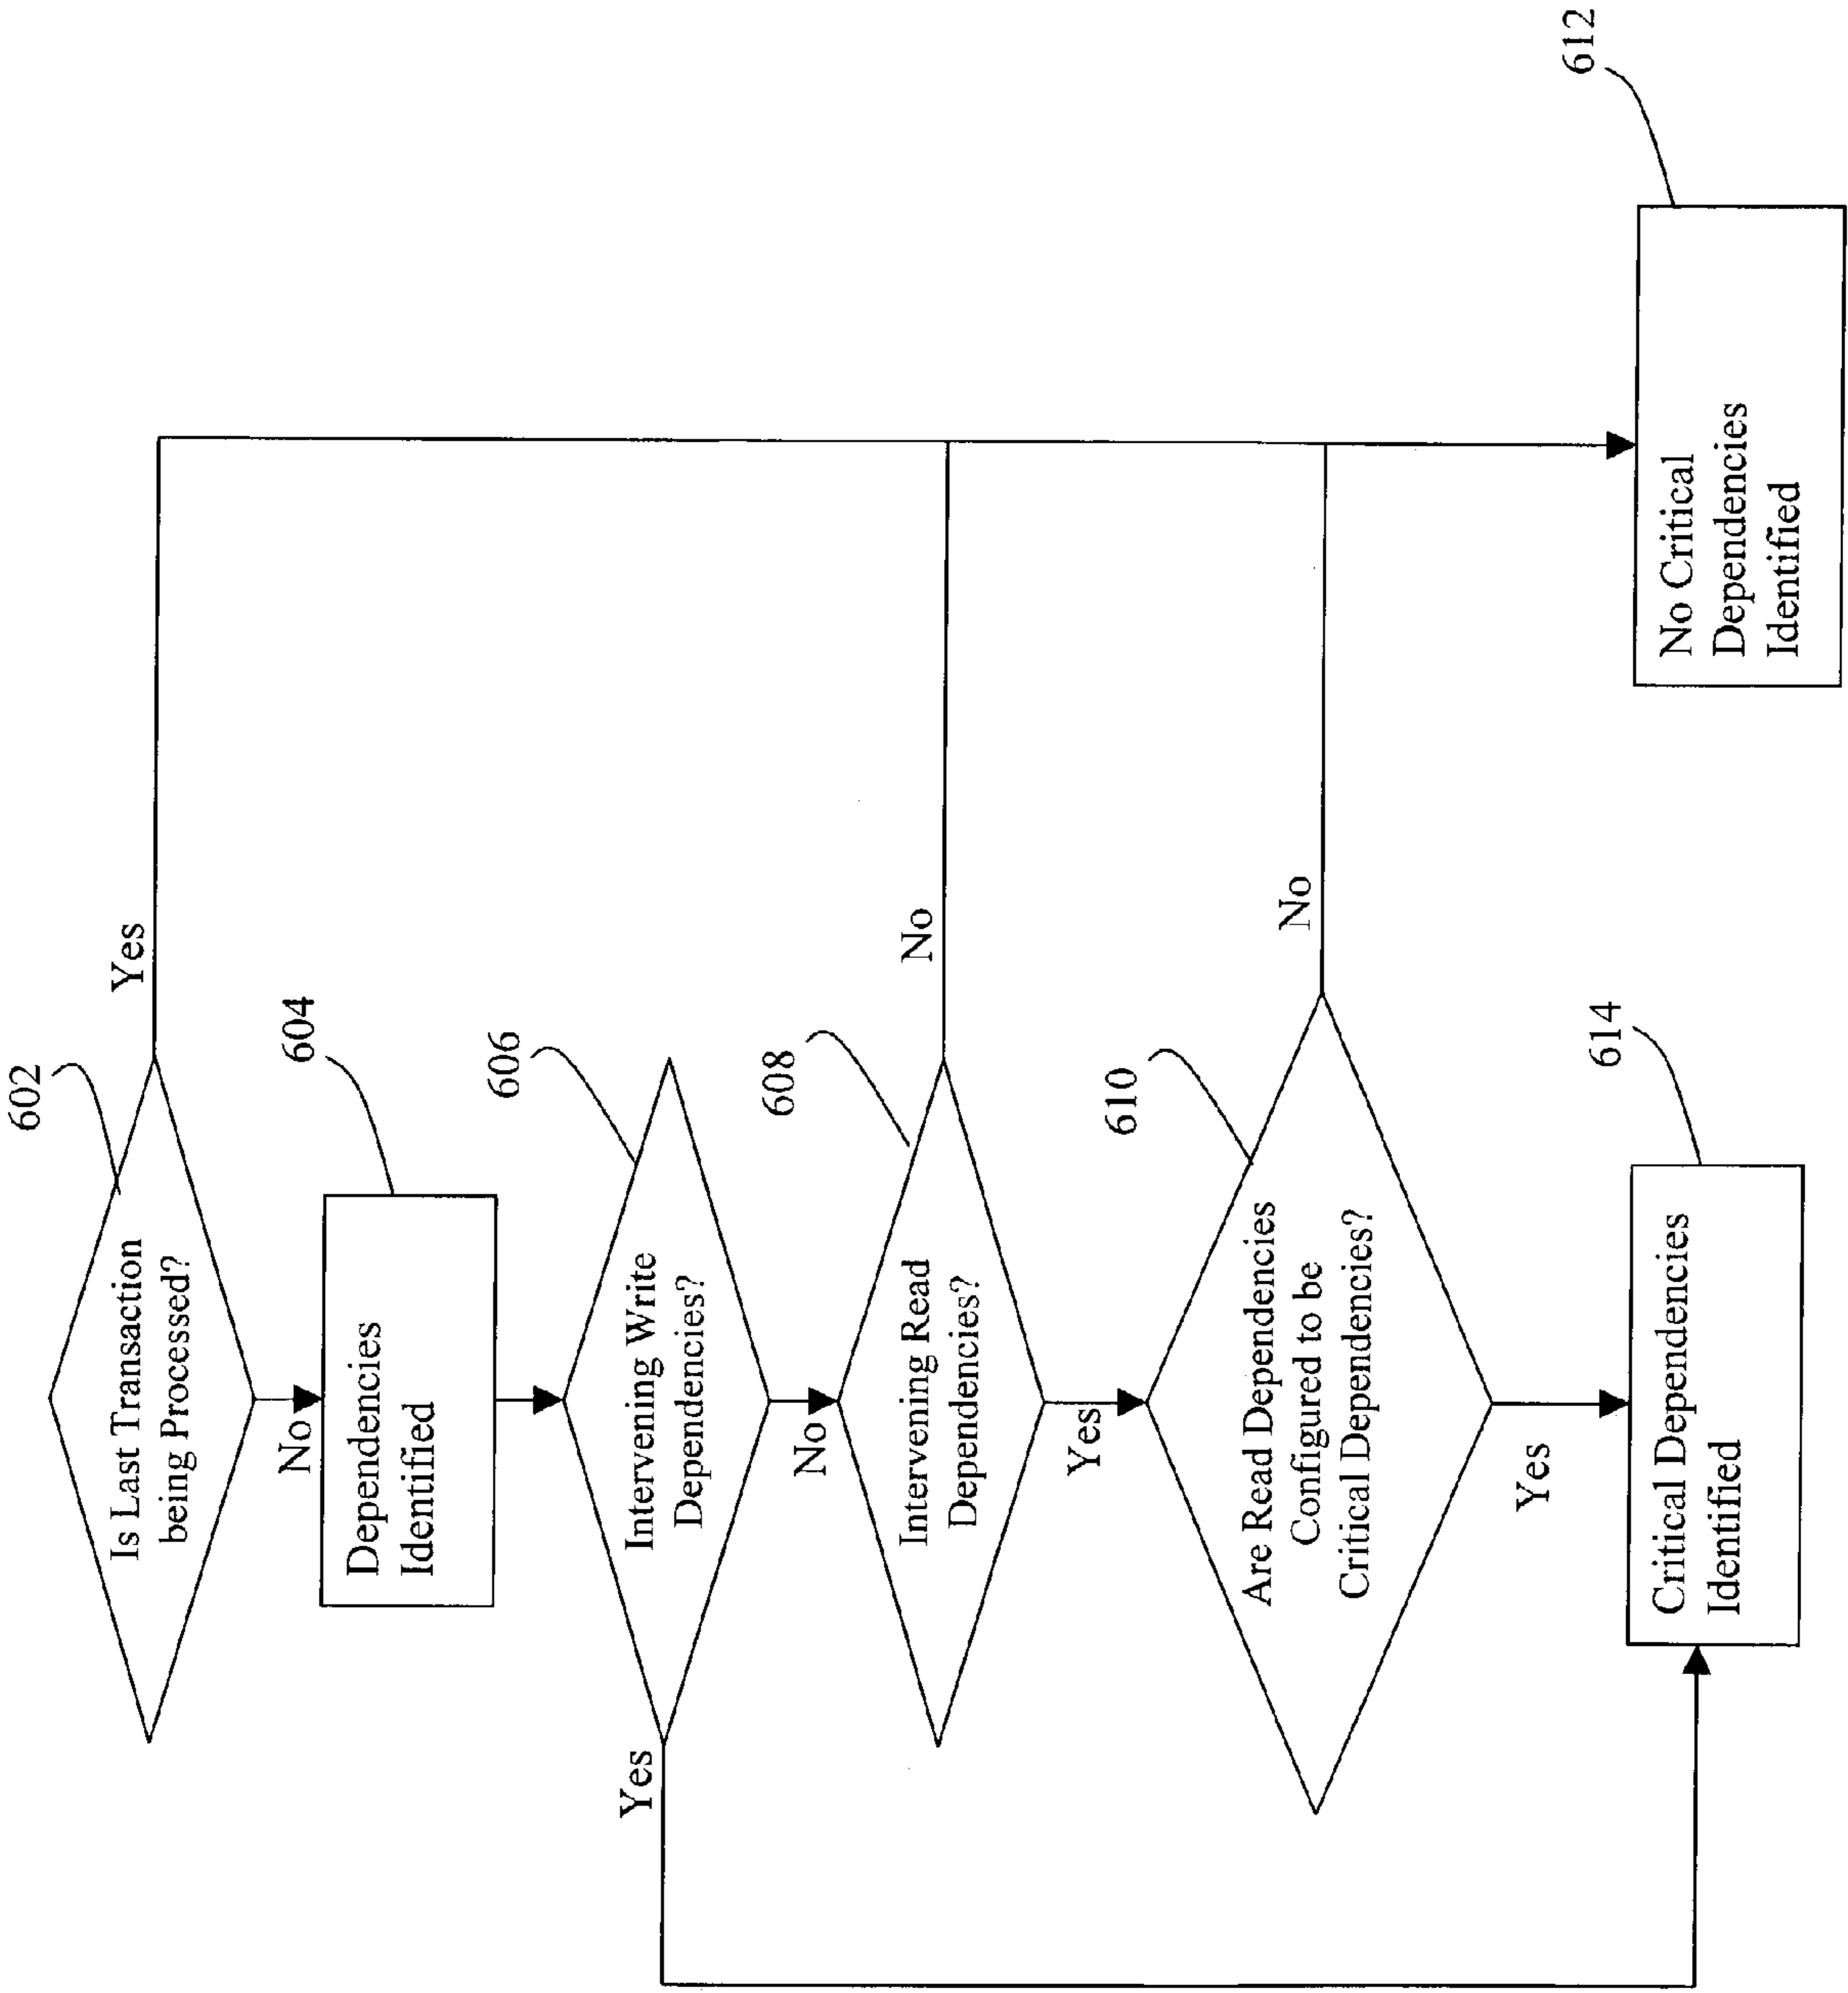 602
Is Last Transaction
being Processed?
Yes
No
604
Dependencies
Identified
606
Intervening Write
Dependencies?
Yes
No
608
Intervening Read
Dependencies?
No
Yes
610
Are Read Dependencies
Configured to be
Critical Dependencies?
No
Yes
614
Critical Dependencies
Identified
612
No Critical
Dependencies
Identified